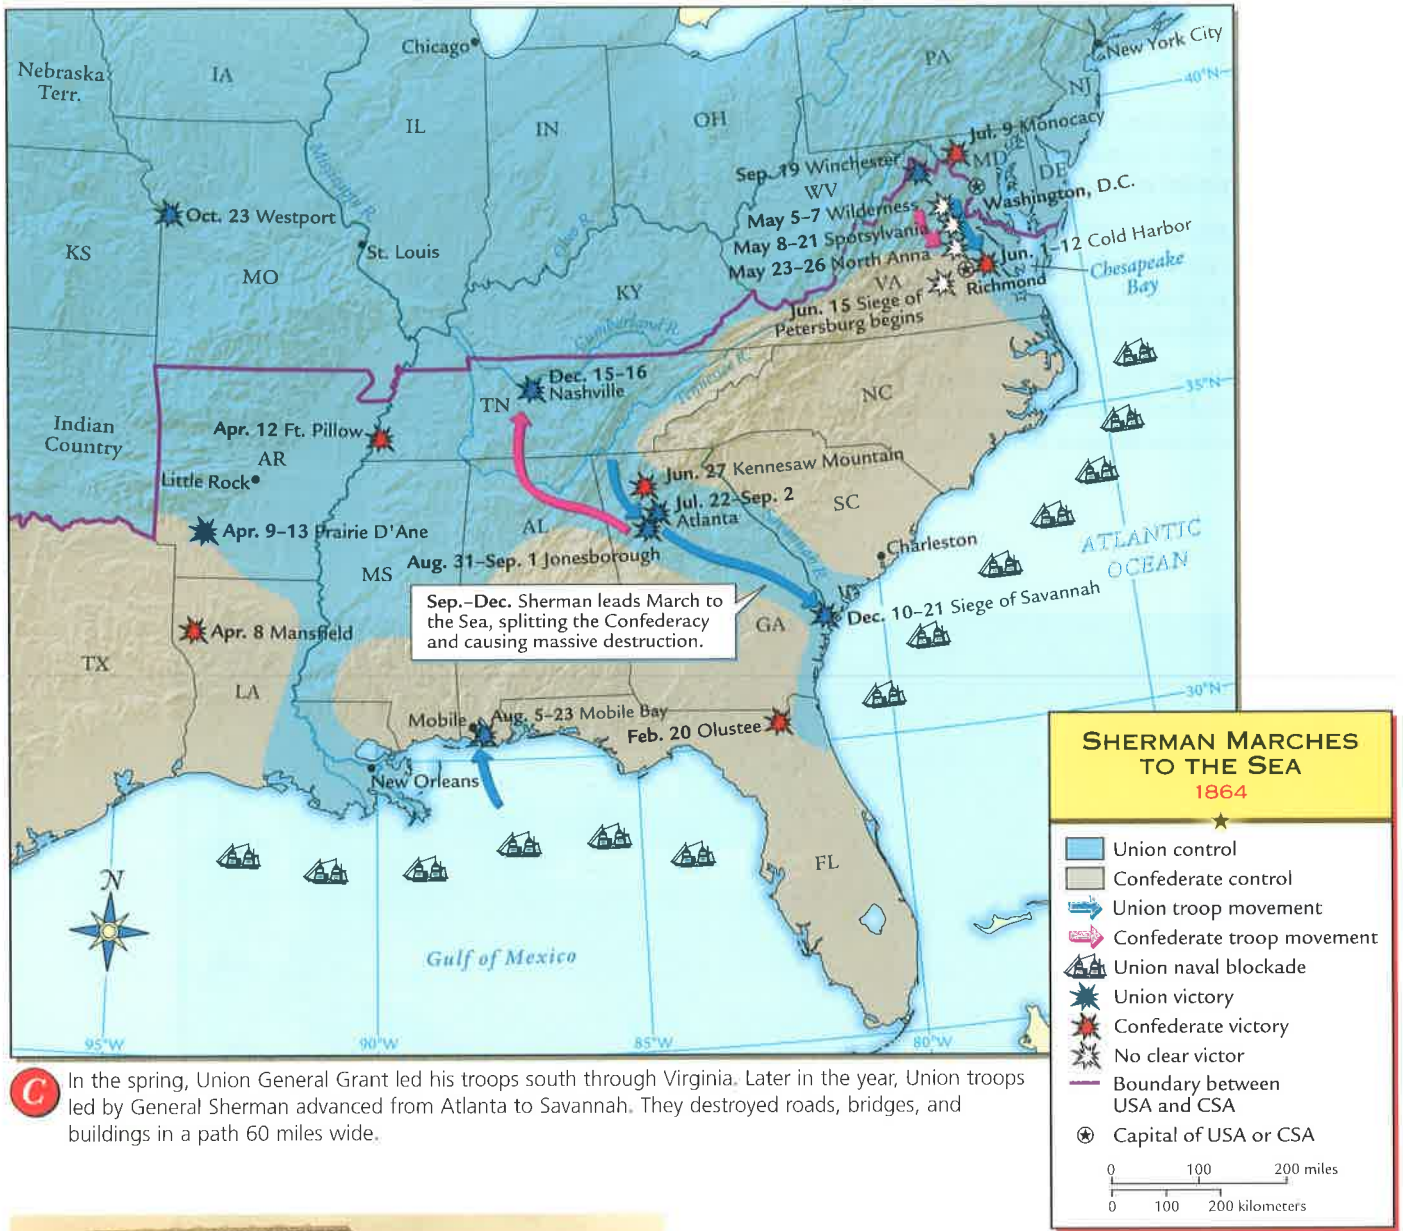 Chicago
New York City
Nebraska
Terr.
IA
PA
40°N
NJ
IL
IN
OH
Jul. 9 Monocacy
Mississippi R.
Sep. 19 Winchester
MD
DE
WV
Washington, D.C.
Oct. 23 Westport
May 5–7 Wilderness
Ohio R.
May 8–21 Spotsylvania
Jun. 1–12 Cold Harbor
KS
St. Louis
May 23–26 North Anna
Chesapeake
Bay
MO
VA
Richmond
KY
Jun. 15 Siege of
Petersburg begins
Cumberland R.
Tennessee R.
Dec. 15–16
Nashville
35°N
TN
NC
Indian
Country
Apr. 12 Ft. Pillow
AR
Jun. 27 Kennesaw Mountain
Little Rock
Jul. 22–Sep. 2
Atlanta
SC
Apr. 9–13 Prairie D'Ane
AL
Savannah R.
Charleston
ATLANTIC
OCEAN
Aug. 31–Sep. 1 Jonesborough
MS
Sep.–Dec. Sherman leads March to
the Sea, splitting the Confederacy
and causing massive destruction.
Dec. 10–21 Siege of Savannah
GA
Apr. 8 Mansfield
TX
LA
30°N
Mobile
Aug. 5–23 Mobile Bay
Feb. 20 Olustee
New Orleans
FL
N
Gulf of Mexico
95°W
90°W
85°W
80°W
SHERMAN MARCHES
TO THE SEA
1864
Union control
Confederate control
Union troop movement
Confederate troop movement
Union naval blockade
Union victory
Confederate victory
No clear victor
Boundary between
USA and CSA
Capital of USA or CSA
0 100 200 miles
0 100 200 kilometers
C
In the spring, Union General Grant led his troops south through Virginia. Later in the year, Union troops
led by General Sherman advanced from Atlanta to Savannah. They destroyed roads, bridges, and
buildings in a path 60 miles wide.